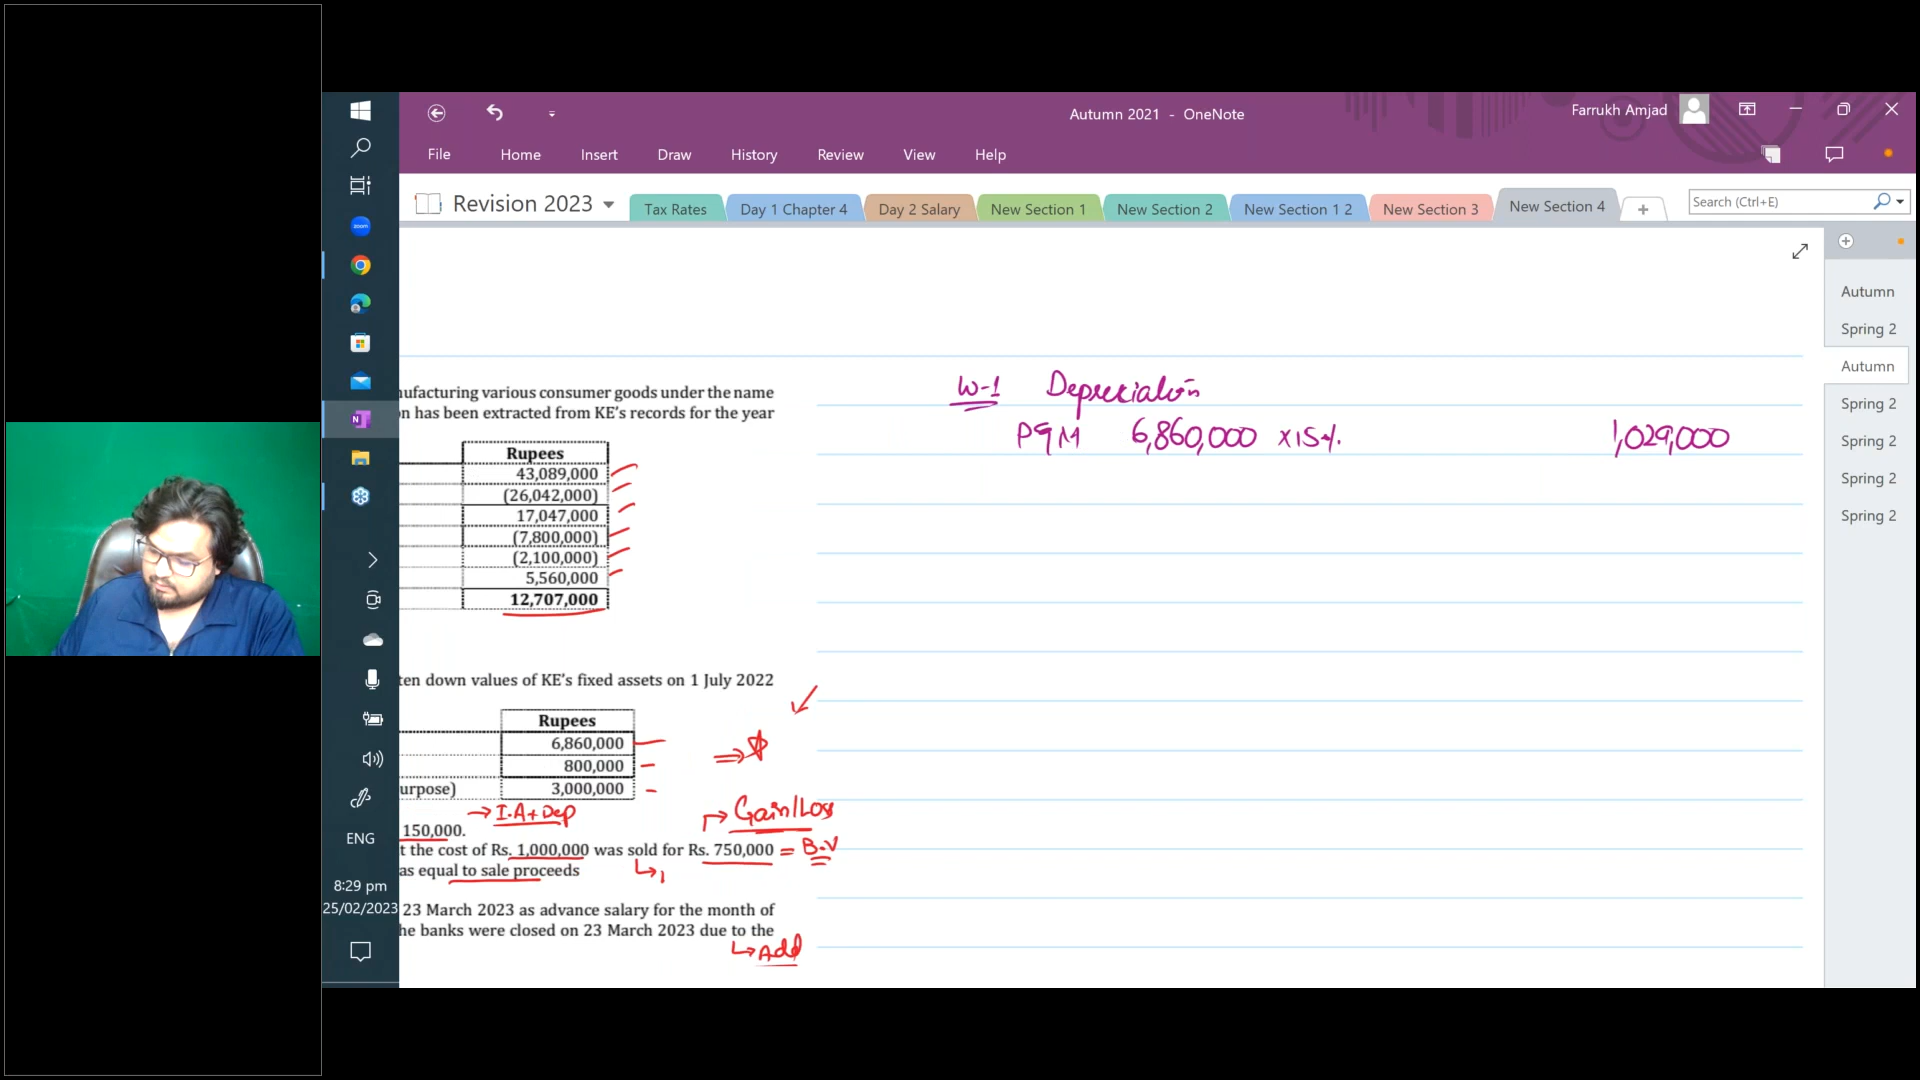 Autumn 2021 - OneNote
Farrukh Amjad
File Home Insert Draw History Review View Help
Revision 2023
Tax Rates
Day 1 Chapter 4
Day 2 Salary
New Section 1
New Section 2
New Section 1 2
New Section 3
New Section 4
Search (Ctrl+E)
zoom
Autumn
Spring 2
Autumn
Spring 2
Spring 2
Spring 2
Spring 2
nufacturing various consumer goods under the name
on has been extracted from KE's records for the year
Rupees
43,089,000
(26,042,000)
17,047,000
(7,800,000)
(2,100,000)
5,560,000
12,707,000
ten down values of KE's fixed assets on 1 July 2022
Rupees
6,860,000
800,000
urpose) 3,000,000
→ I.A + Dep
Gain/Loss
150,000.
t the cost of Rs. 1,000,000 was sold for Rs. 750,000 = B.V
as equal to sale proceeds
23 March 2023 as advance salary for the month of
he banks were closed on 23 March 2023 due to the
Add
W-1 Depreciation
P&M 6,860,000 x15% 1,029,000
ENG
8:29 pm
25/02/2023